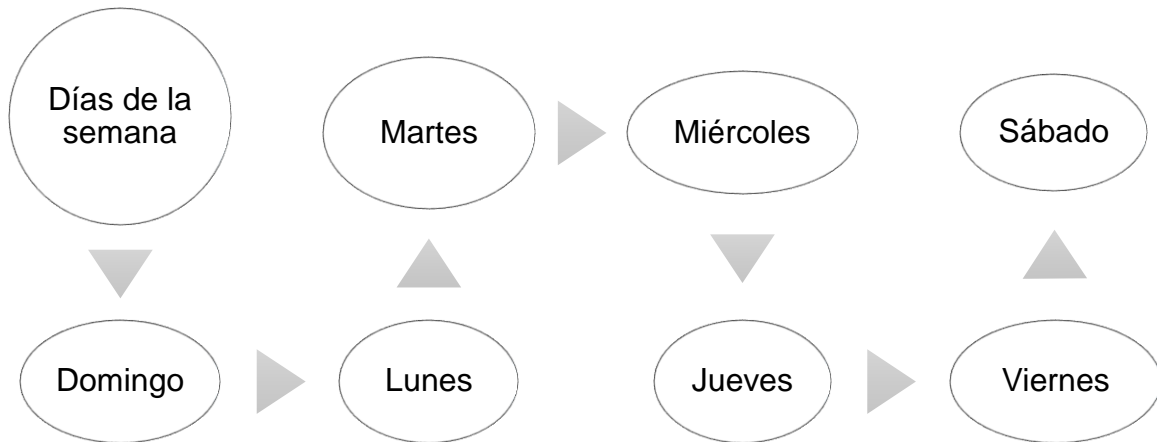 Días de la
semana
Domingo
Lunes
Martes
Miércoles
Jueves
Viernes
Sábado